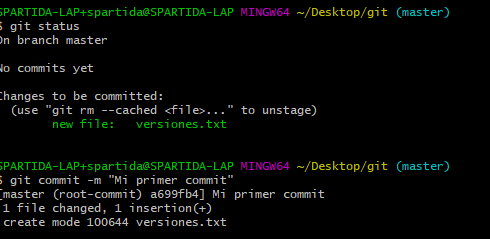 SPARTIDA-LAP+spartida@SPARTIDA-LAP MINGW64 ~/Desktop/git (master)
$ git status
On branch master
No commits yet
Changes to be committed:
(use "git rm --cached <file>..." to unstage)
new file: versiones.txt
SPARTIDA-LAP+spartida@SPARTIDA-LAP MINGW64 ~/Desktop/git (master)
$ git commit -m "Mi primer commit"
[master (root-commit) a699fb4] Mi primer commit
1 file changed, 1 insertion(+)
create mode 100644 versiones.txt